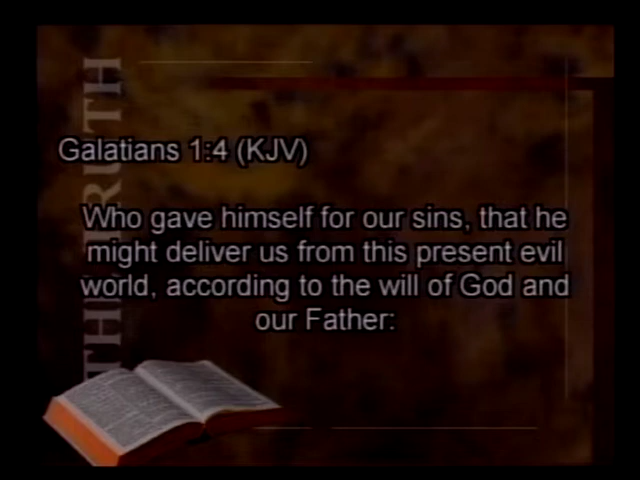 THE TRUTH
Galatians 1:4 (KJV)
Who gave himself for our sins, that he
might deliver us from this present evil
world, according to the will of God and
our Father: